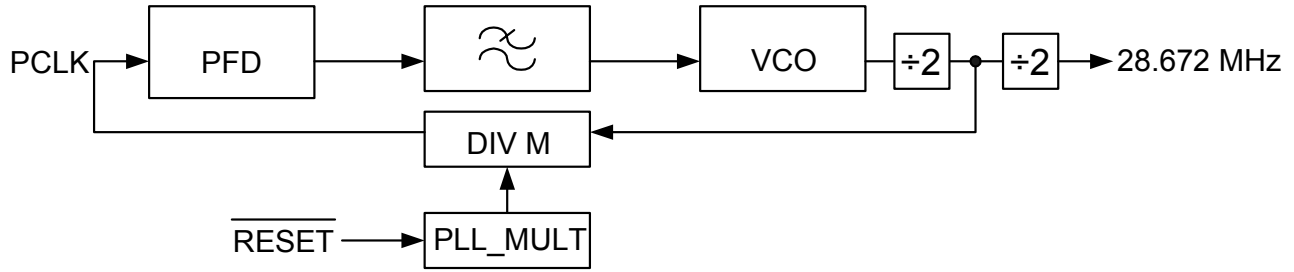 PCLK
PFD
VCO
÷2
÷2
28.672 MHz
DIV M
RESET
PLL_MULT